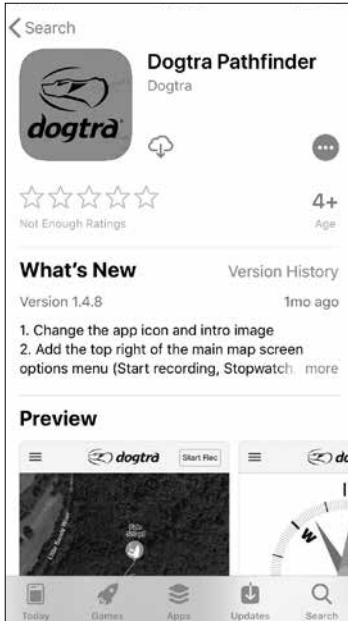 Search
Dogtra Pathfinder
Dogtra
dogtra
4+
Not Enough Ratings
Age
What's New
Version History
Version 1.4.8
1mo ago
1. Change the app icon and intro image
2. Add the top right of the main map screen
options menu (Start recording, Stopwatch more
Preview
dogtra
Start Rec
do
W
Today
Games
Apps
Updates
Search